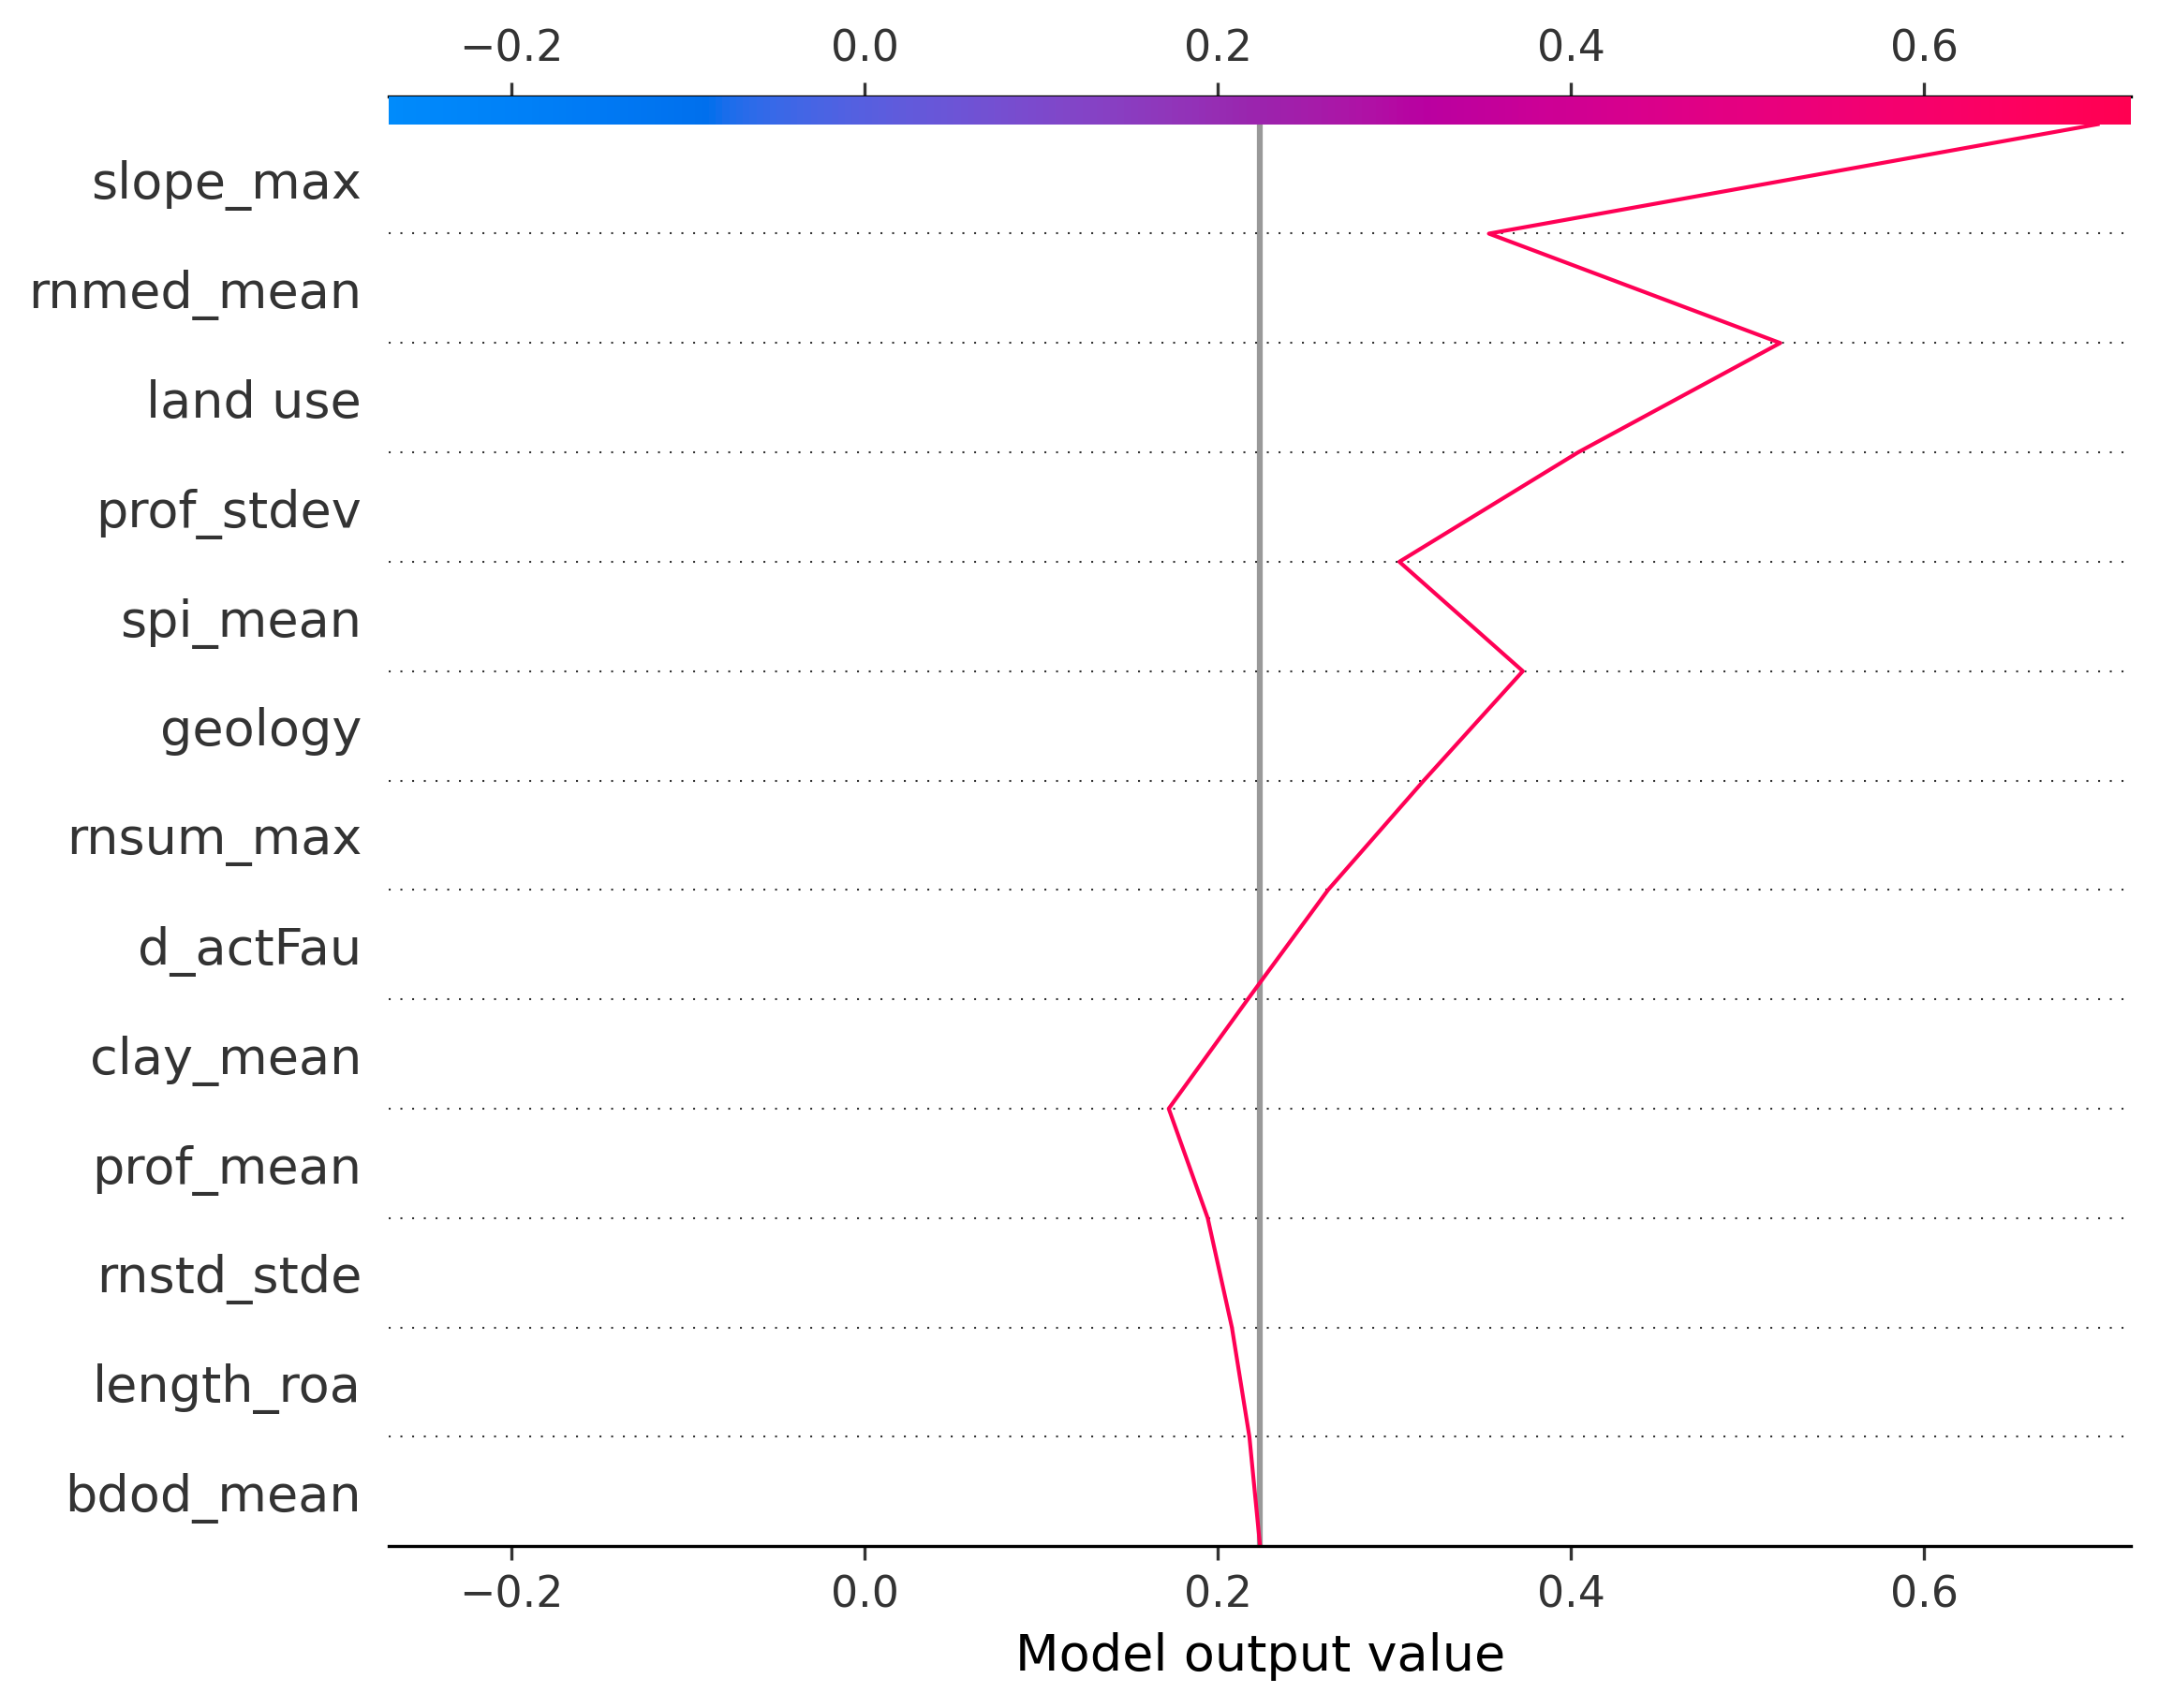 −0.2 0.0 0.2 0.4 0.6
slope_max
rnmed_mean
land use
prof_stdev
spi_mean
geology
rnsum_max
d_actFau
clay_mean
prof_mean
rnstd_stde
length_roa
bdod_mean
−0.2 0.0 0.2 0.4 0.6
Model output value